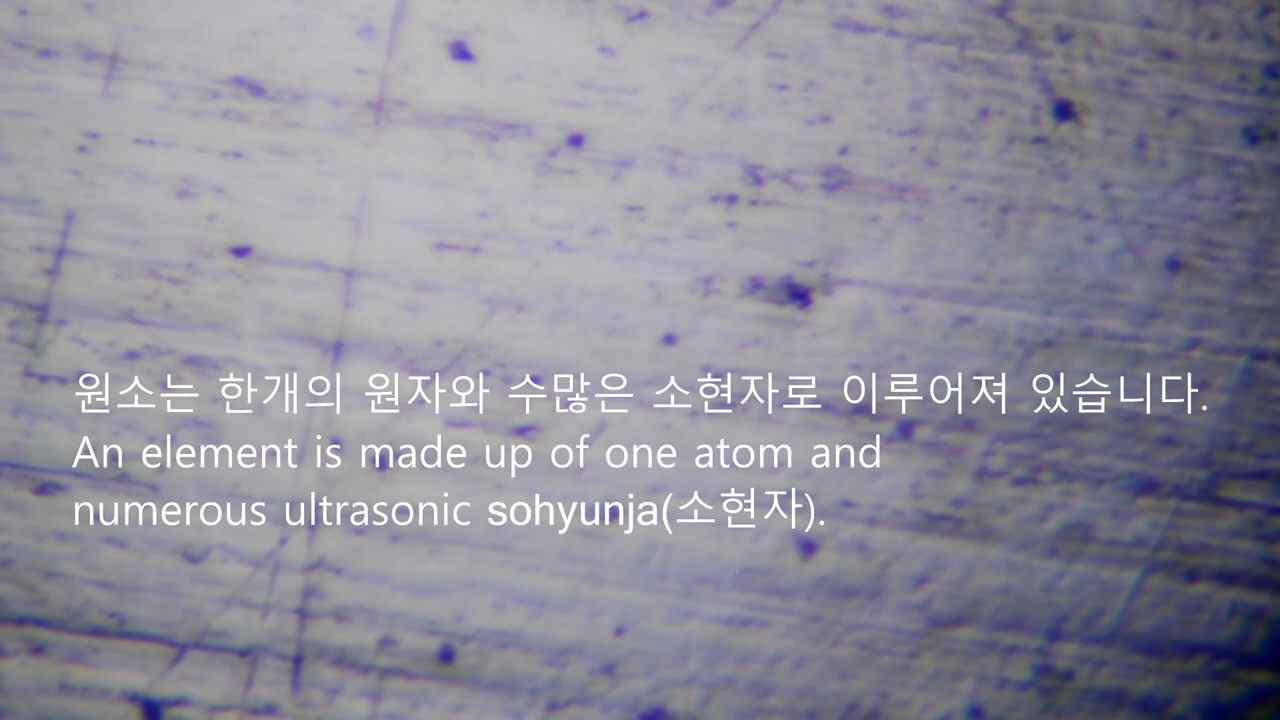 원소는 한개의 원자와 수많은 소현자로 이루어져 있습니다.
An element is made up of one atom and
numerous ultrasonic sohyunja(소현자).